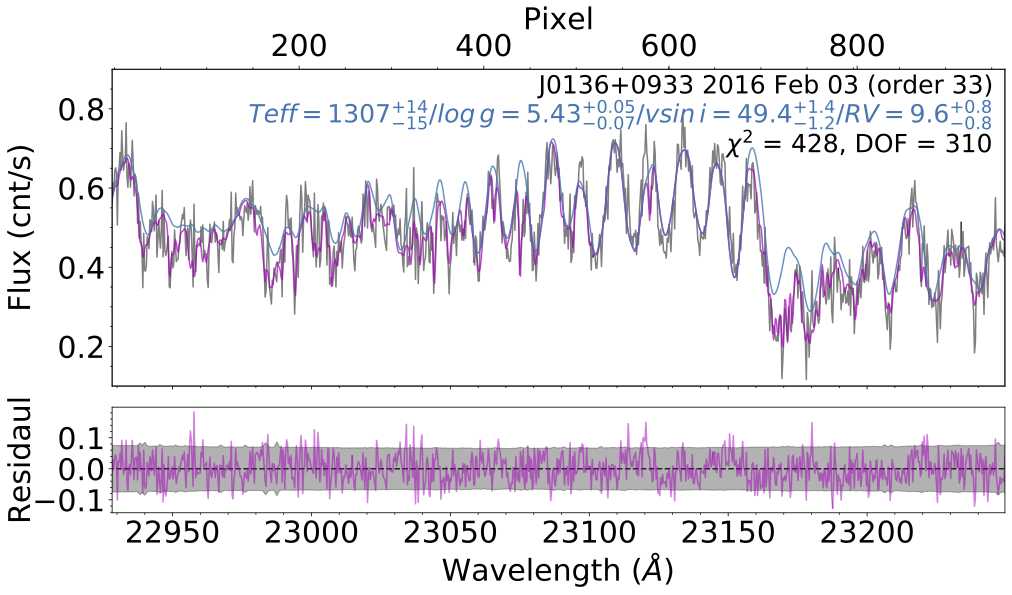 Pixel
200 400 600 800
J0136+0933 2016 Feb 03 (order 33)
Teff = 1307^{+14}_{-15}/log g = 5.43^{+0.05}_{-0.07}/vsin i = 49.4^{+1.4}_{-1.2}/RV = 9.6^{+0.8}_{-0.8}
χ² = 428, DOF = 310
Flux (cnt/s)
0.8
0.6
0.4
0.2
Residaul
0.1
0.0
−0.1
22950 23000 23050 23100 23150 23200
Wavelength (Å)